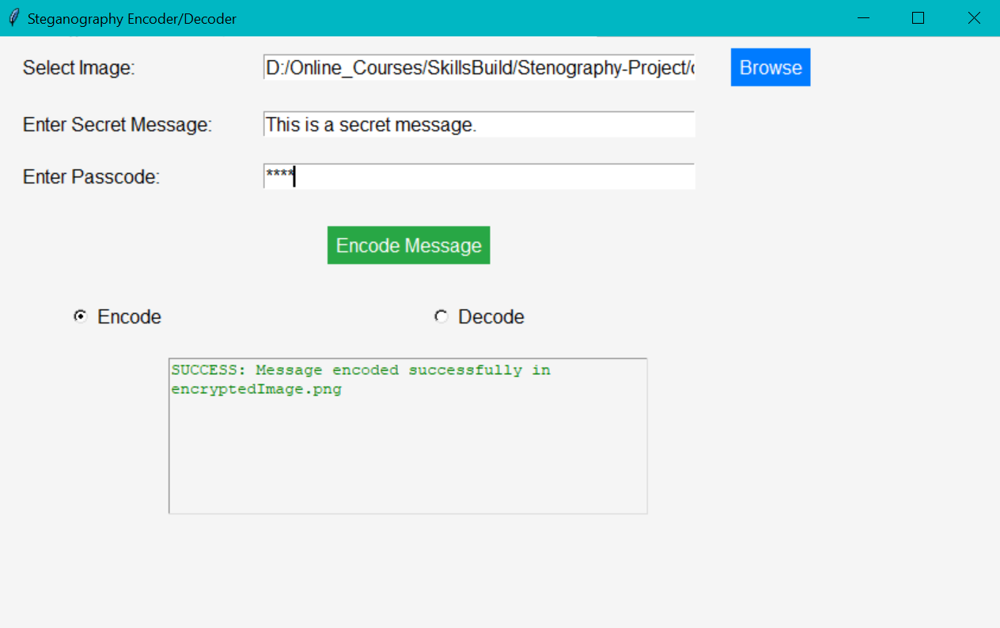 Steganography Encoder/Decoder
Select Image: D:/Online_Courses/SkillsBuild/Stenography-Project/ Browse
Enter Secret Message: This is a secret message.
Enter Passcode: ****
Encode Message
Encode Decode
SUCCESS: Message encoded successfully in
encryptedImage.png